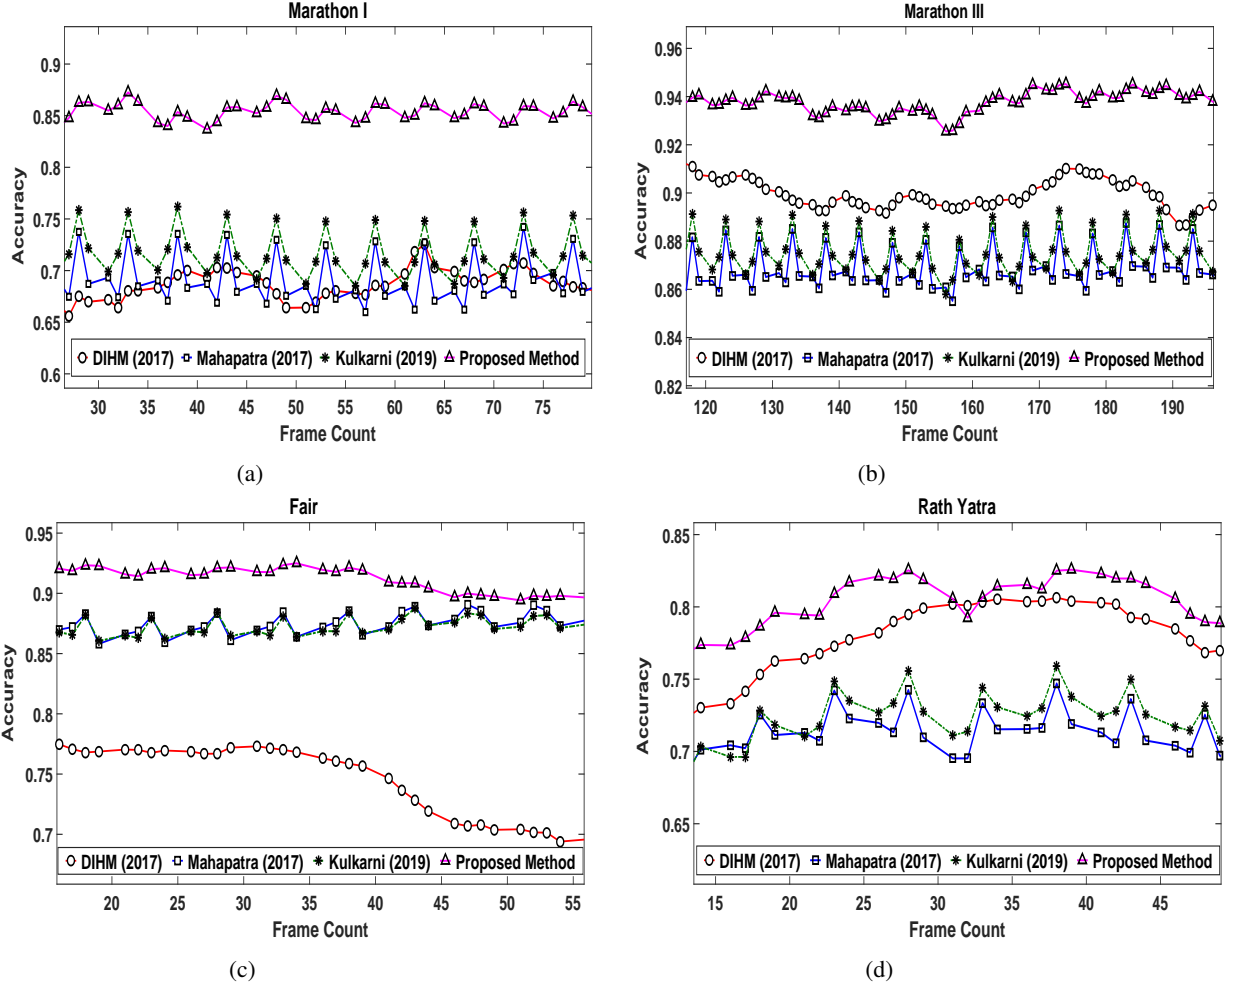 Marathon I
0.9
0.85
0.8
0.75
0.7
0.65
0.6
Accuracy
DIHM (2017) Mahapatra (2017) Kulkarni (2019) Proposed Method
30 35 40 45 50 55 60 65 70 75
Frame Count
(a)
Marathon III
0.96
0.94
0.92
0.9
0.88
0.86
0.84
0.82
Accuracy
DIHM (2017) Mahapatra (2017) Kulkarni (2019) Proposed Method
120 130 140 150 160 170 180 190
Frame Count
(b)
Fair
0.95
0.9
0.85
0.8
0.75
0.7
Accuracy
DIHM (2017) Mahapatra (2017) Kulkarni (2019) Proposed Method
20 25 30 35 40 45 50 55
Frame Count
(c)
Rath Yatra
0.85
0.8
0.75
0.7
0.65
Accuracy
DIHM (2017) Mahapatra (2017) Kulkarni (2019) Proposed Method
15 20 25 30 35 40 45
Frame Count
(d)